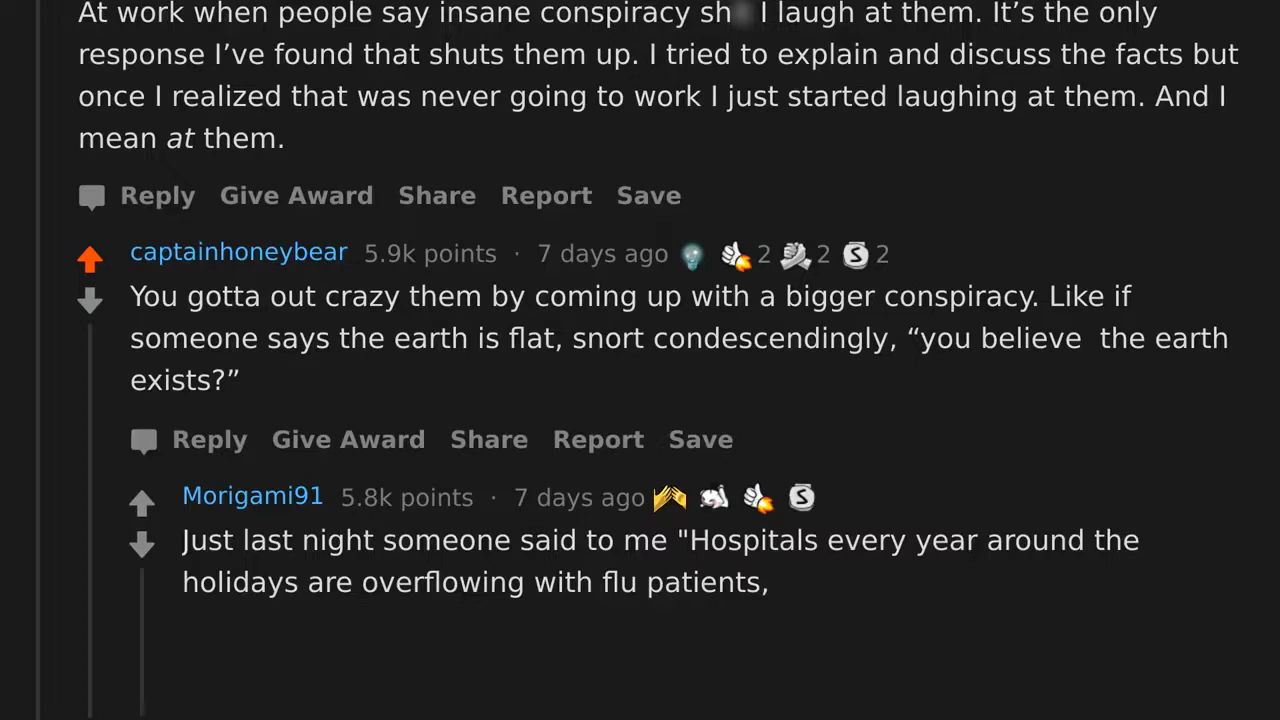 At work when people say insane conspiracy sh I laugh at them. It’s the only
response I’ve found that shuts them up. I tried to explain and discuss the facts but
once I realized that was never going to work I just started laughing at them. And I
mean at them.
Reply Give Award Share Report Save
captainhoneybear 5.9k points · 7 days ago 2 2 S 2
You gotta out crazy them by coming up with a bigger conspiracy. Like if
someone says the earth is flat, snort condescendingly, “you believe  the earth
exists?”
Reply Give Award Share Report Save
Morigami91 5.8k points · 7 days ago S
Just last night someone said to me "Hospitals every year around the
holidays are overflowing with flu patients,